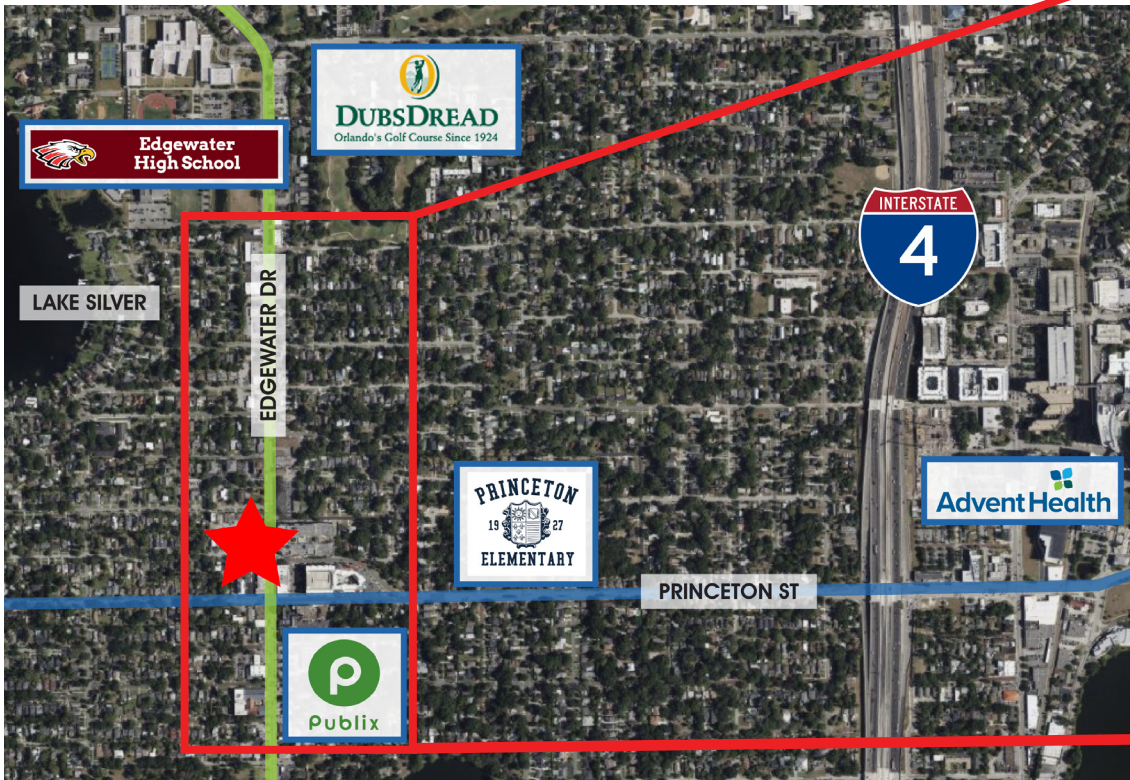 DUBSDREAD
Orlando's Golf Course Since 1924
Edgewater
High School
INTERSTATE
4
LAKE SILVER
EDGEWATER DR
PRINCETON
19 27
ELEMENTARY
AdventHealth
PRINCETON ST
Publix